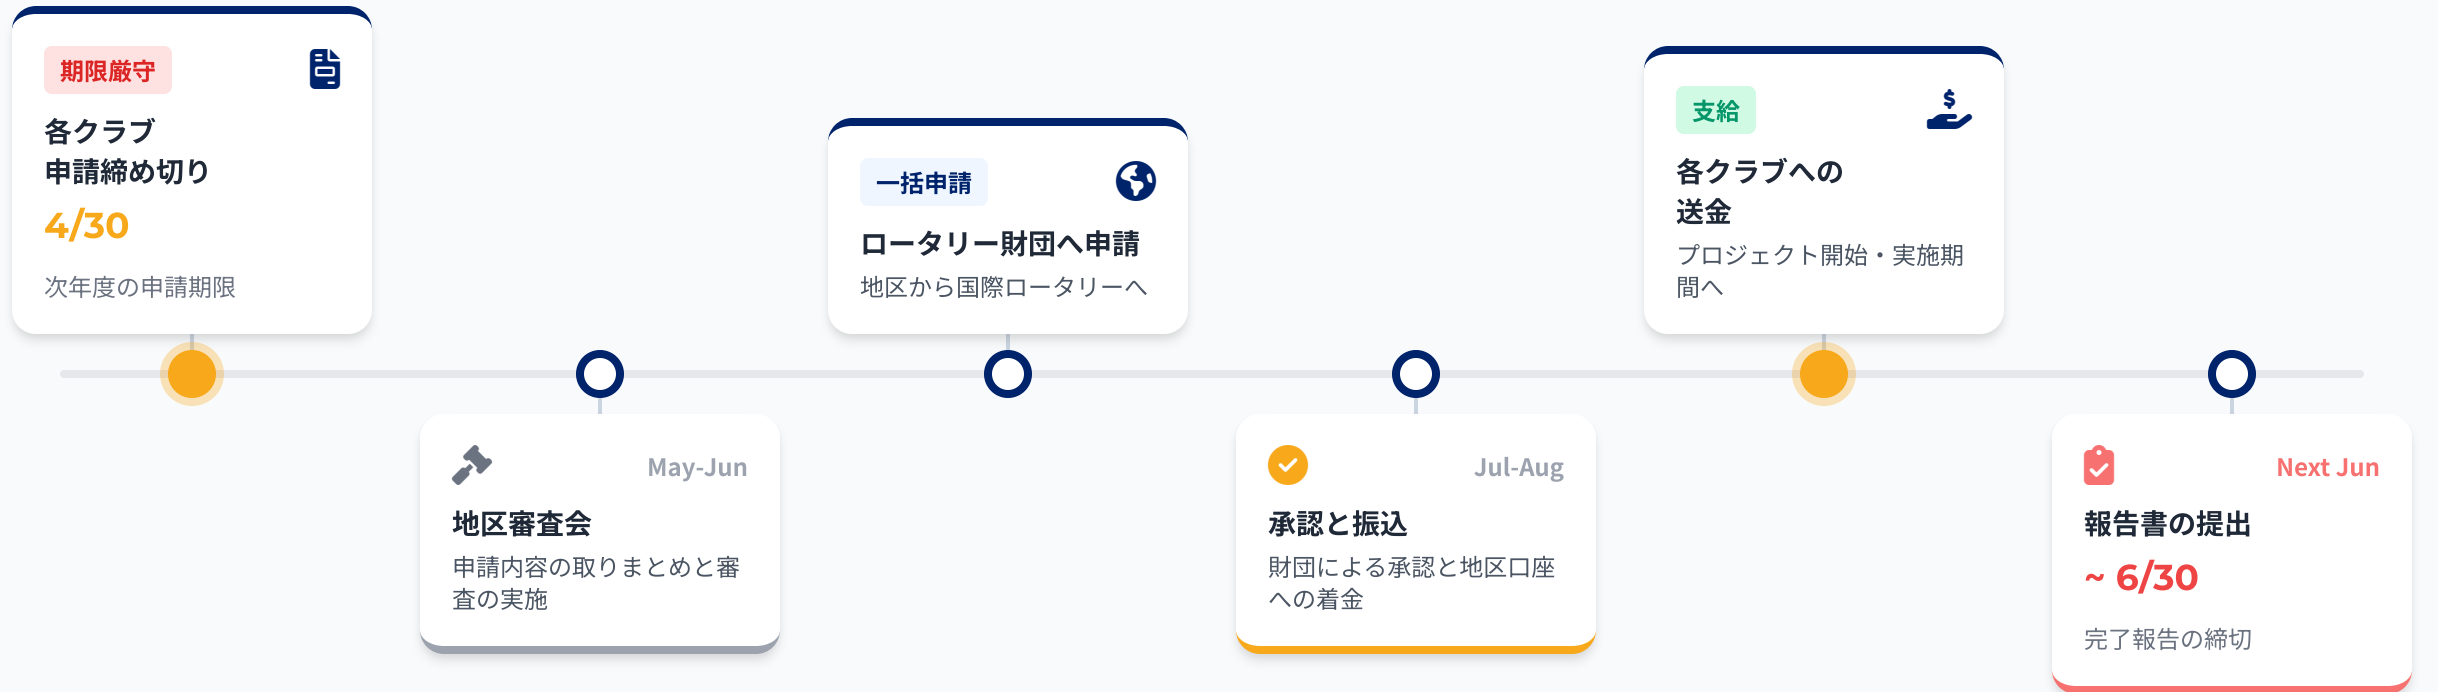 期限厳守
各クラブ
申請締め切り
4/30
次年度の申請期限
May-Jun
地区審査会
申請内容の取りまとめと審
査の実施
一括申請
ロータリー財団へ申請
地区から国際ロータリーへ
Jul-Aug
承認と振込
財団による承認と地区口座
への着金
支給
各クラブへの
送金
プロジェクト開始・実施期
間へ
Next Jun
報告書の提出
~ 6/30
完了報告の締切